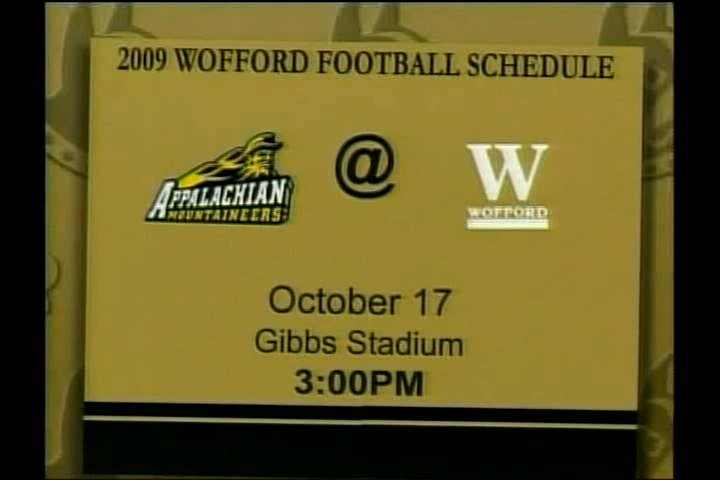 2009 WOFFORD FOOTBALL SCHEDULE
APPALACHIAN
MOUNTAINEERS
@
W
WOFFORD
October 17
Gibbs Stadium
3:00PM